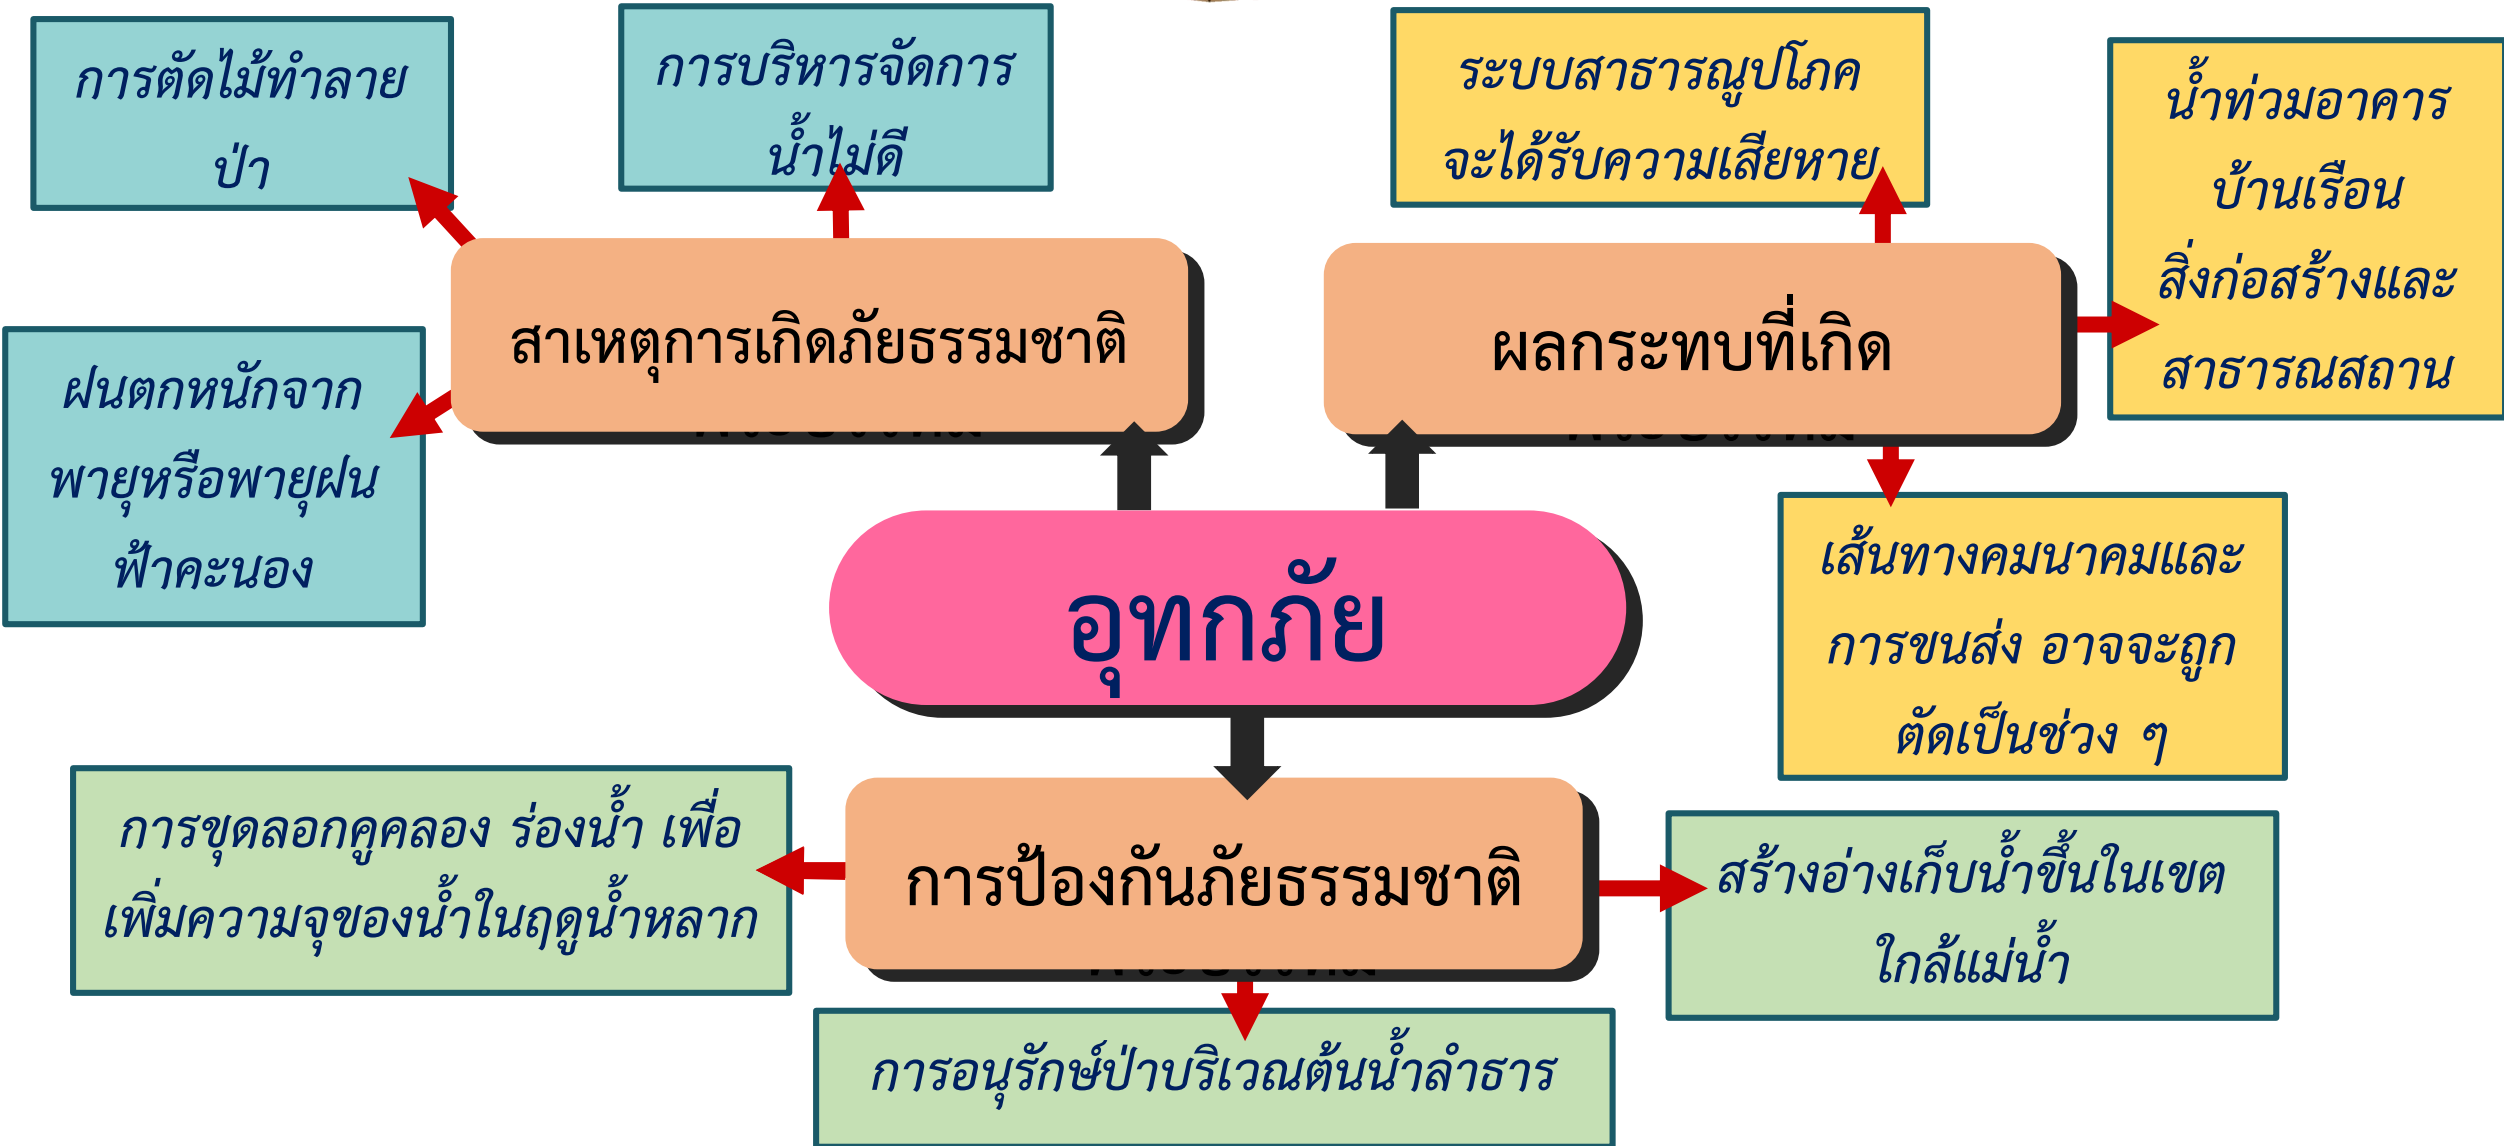 การตัดไม้ทำลาย
ป่า
การบริหารจัดการ
น้ำไม่ดี
ระบบสาธารณูปโภค
จะได้รับความเสียหาย
น้ำท่วมอาคาร
บ้านเรือน
สิ่งก่อสร้างและ
สาธารณสถาน
สาเหตุการเกิดภัยธรรมชาติ
ผลกระทบที่เกิด
ฝนตกหนักจาก
พายุหรือพายุฝน
ฟ้าคะนอง
อุทกภัย
เส้นทางคมนาคมและ
การขนส่ง อาจจะถูก
ตัดเป็นช่วง ๆ
การขุดลอกคูคลอง ร่องน้ำ เพื่อ
เพิ่มความจุของน้ำในฤดูน้ำหลาก
การป้องกันภัยธรรมชาติ
สร้างอ่างเก็บน้ำขึ้นในเขต
ใกล้แม่น้ำ
การอนุรักษ์ป่าบริเวณต้นน้ำลำธาร